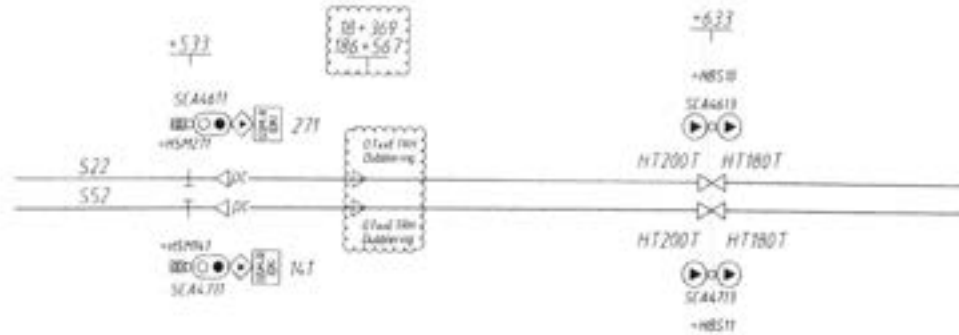 +533
18+369
186+567
+633
+HBS10
SCA4611
SCA4613
271
+HSM271
S22
HT200T HT180T
S52
HT200T HT180T
+HSM141
141
SCA4711
SCA4713
+HBS11